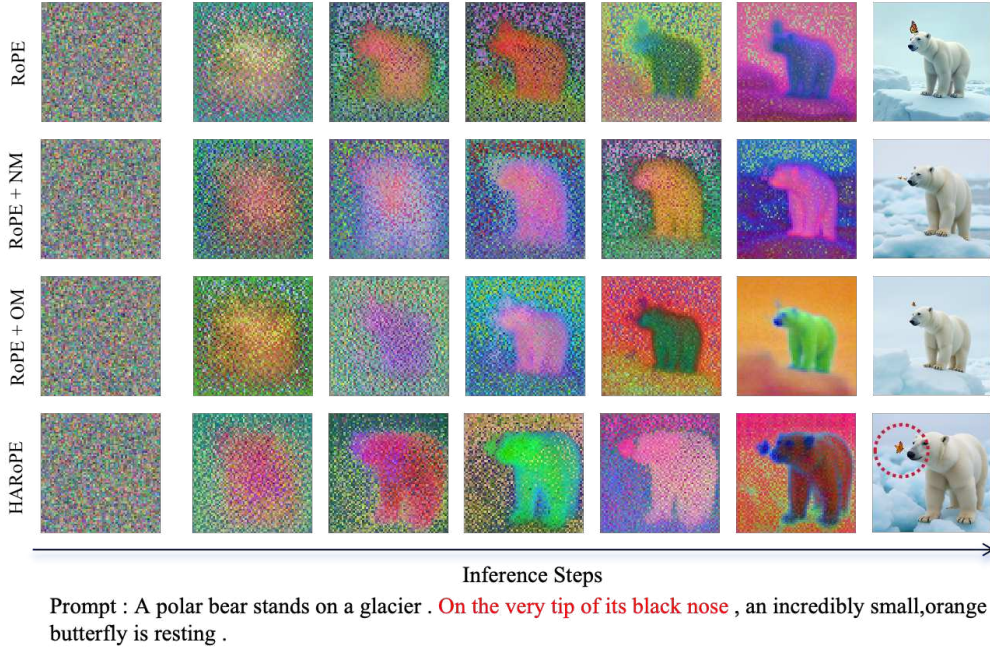 RoPE
RoPE + NM
RoPE + OM
HARoPE
Inference Steps
Prompt : A polar bear stands on a glacier . On the very tip of its black nose , an incredibly small,orange
butterfly is resting .